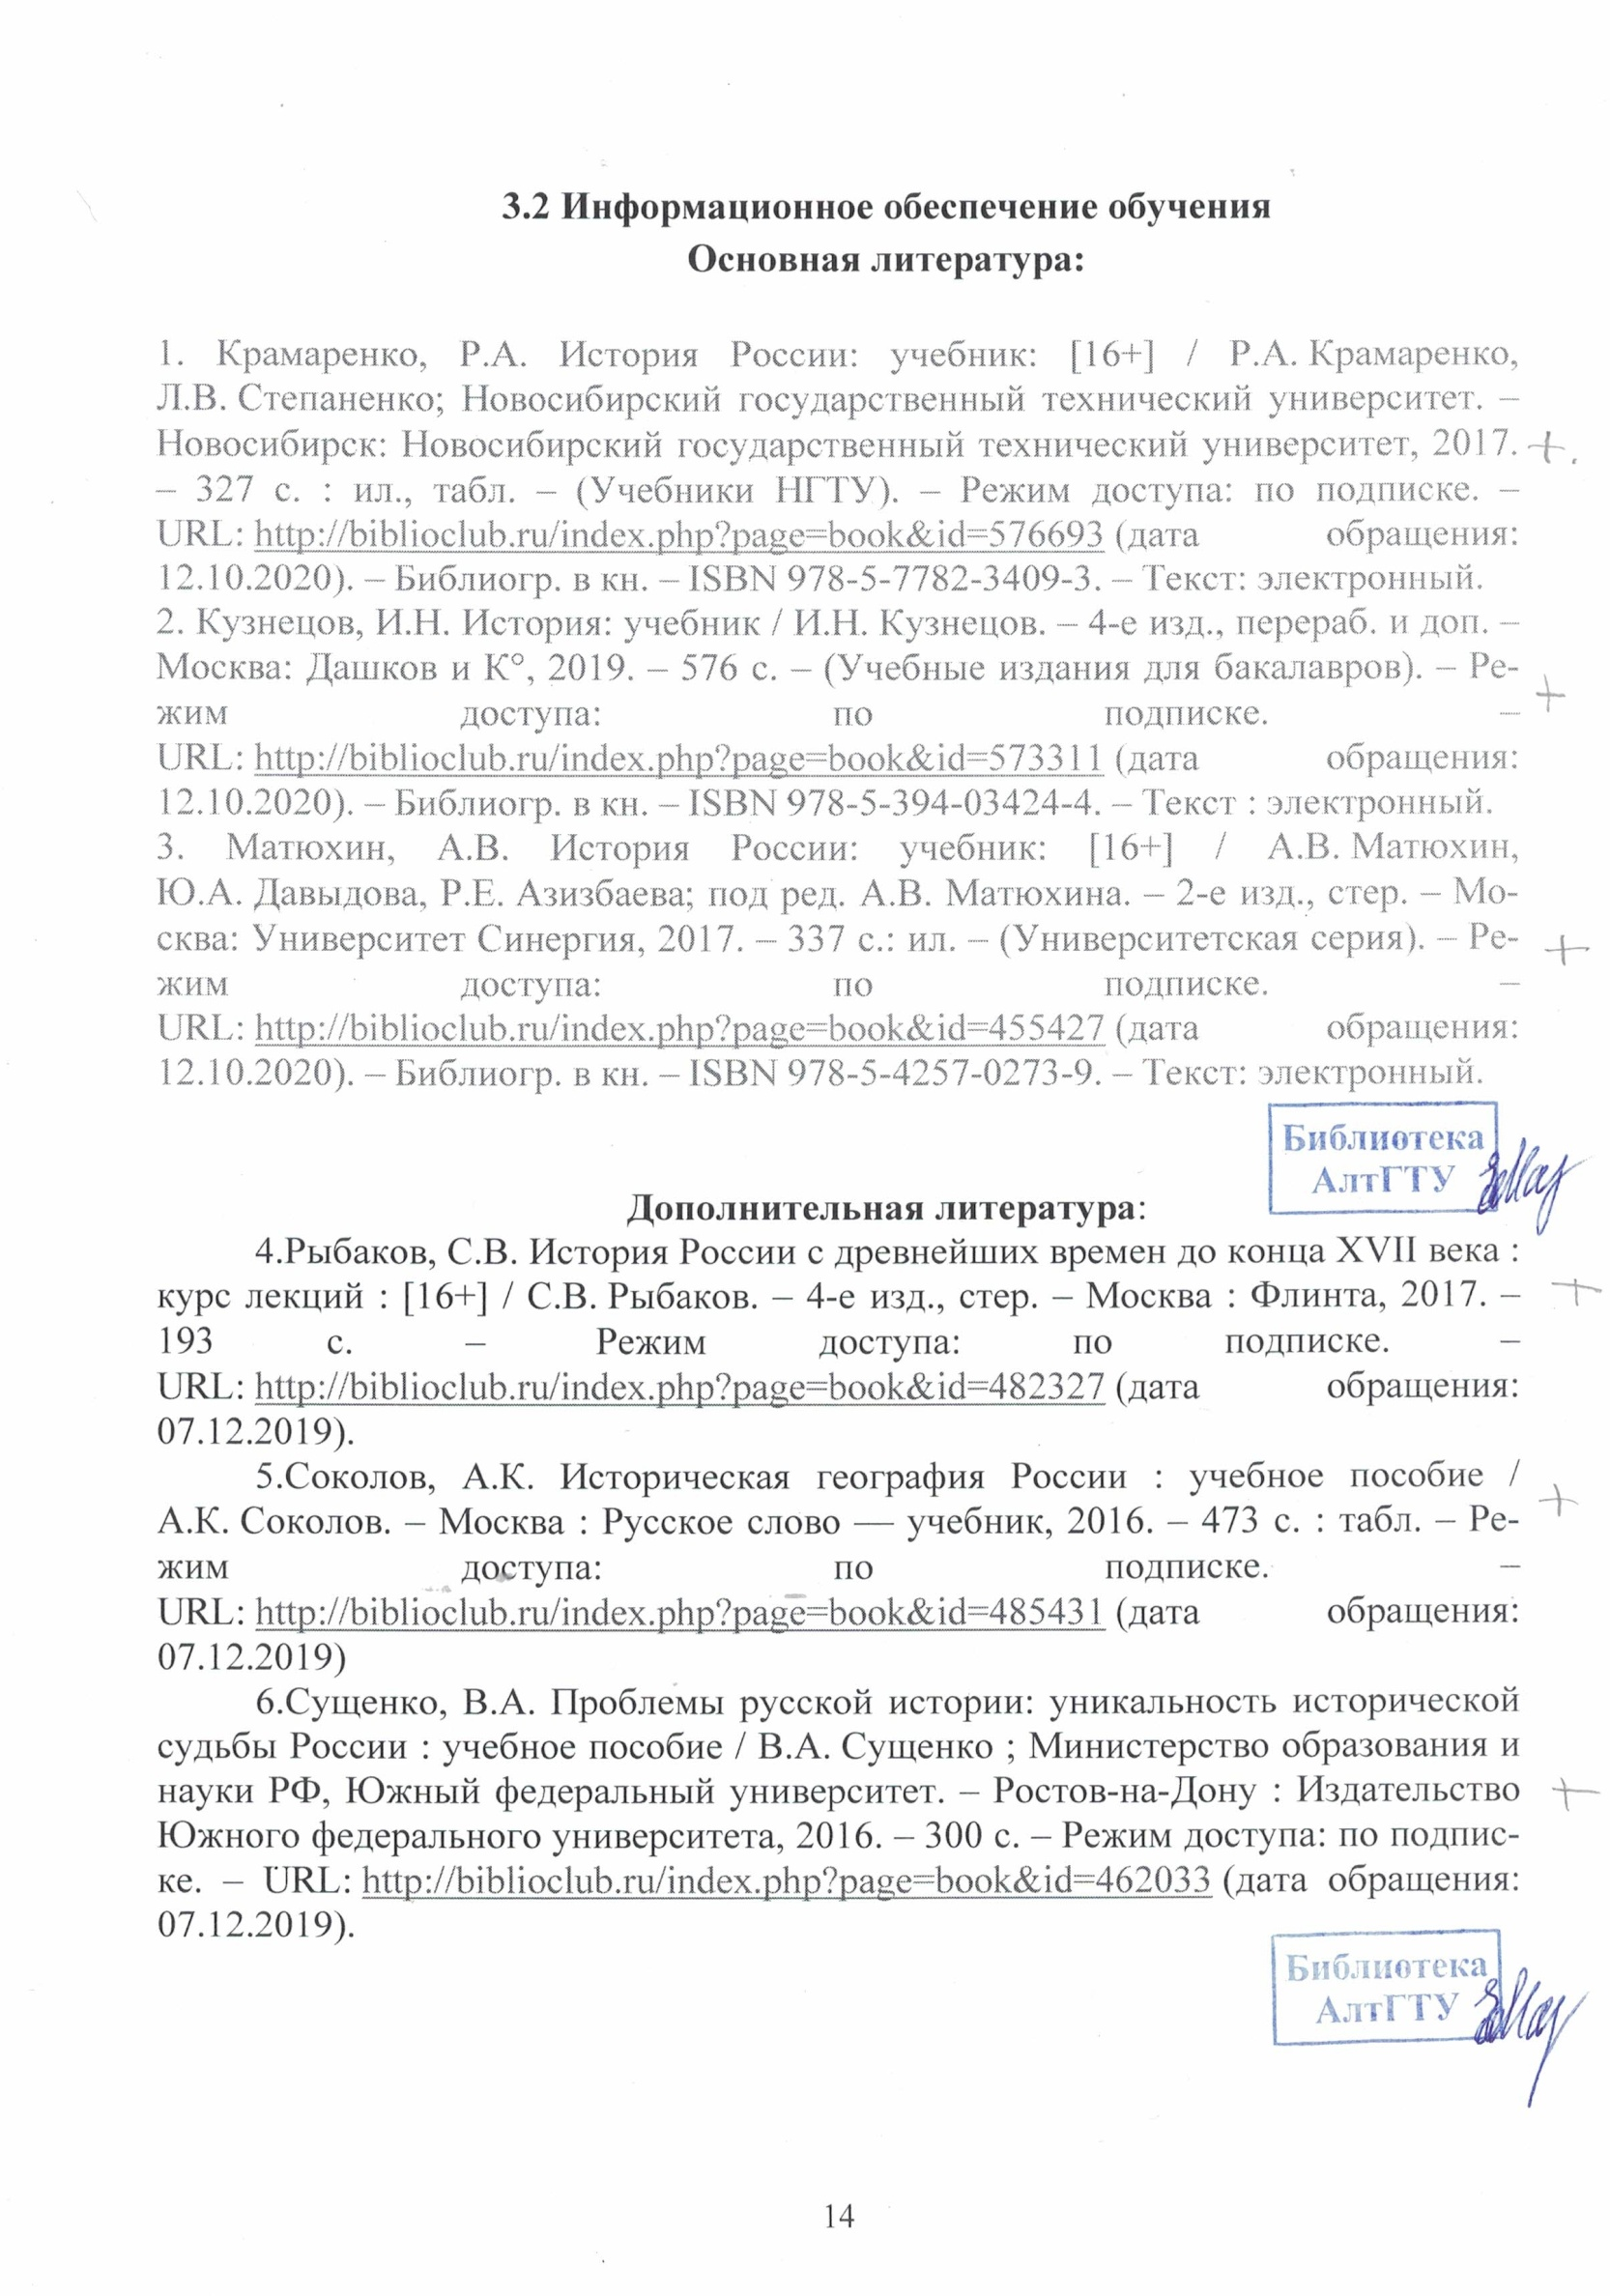 3.2 Информационное обеспечение обучения
Основная литература:
1. Крамаренко, Р.А. История России: учебник: [16+] / Р.А. Крамаренко,
Л.В. Степаненко; Новосибирский государственный технический университет. –
Новосибирск: Новосибирский государственный технический университет, 2017. +.
– 327 с. : ил., табл. – (Учебники НГТУ). – Режим доступа: по подписке. –
URL: http://biblioclub.ru/index.php?page=book&id=576693 (дата обращения:
12.10.2020). – Библиогр. в кн. – ISBN 978-5-7782-3409-3. – Текст: электронный.
2. Кузнецов, И.Н. История: учебник / И.Н. Кузнецов. – 4-е изд., перераб. и доп. –
Москва: Дашков и К°, 2019. – 576 с. – (Учебные издания для бакалавров). – Ре- +
жим доступа: по подписке. –
URL: http://biblioclub.ru/index.php?page=book&id=573311 (дата обращения:
12.10.2020). – Библиогр. в кн. – ISBN 978-5-394-03424-4. – Текст : электронный.
3. Матюхин, А.В. История России: учебник: [16+] / А.В. Матюхин,
Ю.А. Давыдова, Р.Е. Азизбаева; под ред. А.В. Матюхина. – 2-е изд., стер. – Мо-
сква: Университет Синергия, 2017. – 337 с.: ил. – (Университетская серия). – Ре- +
жим доступа: по подписке. –
URL: http://biblioclub.ru/index.php?page=book&id=455427 (дата обращения:
12.10.2020). – Библиогр. в кн. – ISBN 978-5-4257-0273-9. – Текст: электронный.
Библиотека
АлтГТУ
Дополнительная литература:
4.Рыбаков, С.В. История России с древнейших времен до конца XVII века :
курс лекций : [16+] / С.В. Рыбаков. – 4-е изд., стер. – Москва : Флинта, 2017. – +
193 с. – Режим доступа: по подписке. –
URL: http://biblioclub.ru/index.php?page=book&id=482327 (дата обращения:
07.12.2019).
5.Соколов, А.К. Историческая география России : учебное пособие / +
А.К. Соколов. – Москва : Русское слово — учебник, 2016. – 473 с. : табл. – Ре-
жим доступа: по подписке. –
URL: http://biblioclub.ru/index.php?page=book&id=485431 (дата обращения:
07.12.2019)
6.Сущенко, В.А. Проблемы русской истории: уникальность исторической
судьбы России : учебное пособие / В.А. Сущенко ; Министерство образования и
науки РФ, Южный федеральный университет. – Ростов-на-Дону : Издательство +
Южного федерального университета, 2016. – 300 с. – Режим доступа: по подпис-
ке. – URL: http://biblioclub.ru/index.php?page=book&id=462033 (дата обращения:
07.12.2019).
Библиотека
АлтГТУ
14